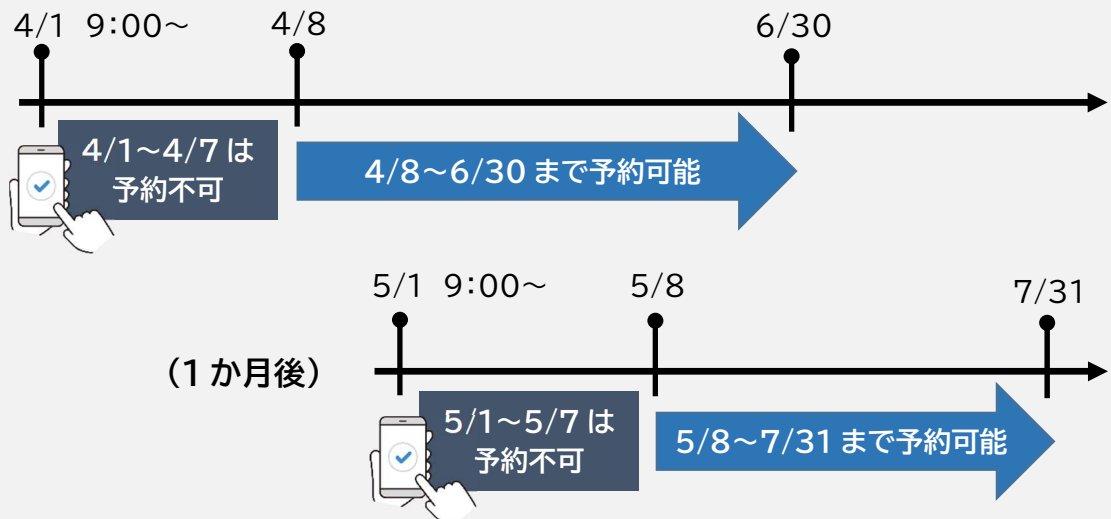 4/1 9:00～
4/8
6/30
4/1～4/7 は
予約不可
4/8～6/30 まで予約可能
5/1 9:00～
5/8
7/31
（1 か月後）
5/1～5/7 は
予約不可
5/8～7/31 まで予約可能